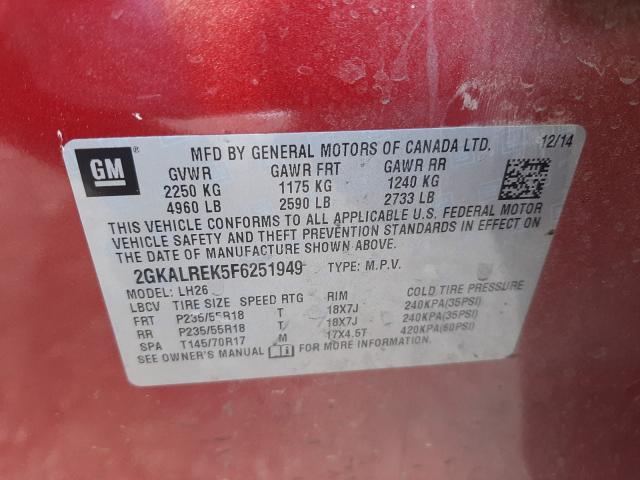 GM
MFD BY GENERAL MOTORS OF CANADA LTD. 12/14
GVWR GAWR FRT GAWR RR
2250 KG 1175 KG 1240 KG
4960 LB 2590 LB 2733 LB
THIS VEHICLE CONFORMS TO ALL APPLICABLE U.S. FEDERAL MOTOR
VEHICLE SAFETY AND THEFT PREVENTION STANDARDS IN EFFECT ON
THE DATE OF MANUFACTURE SHOWN ABOVE.
2GKALREK5F6251949 TYPE: M.P.V.
MODEL: LH26
LBCV TIRE SIZE SPEED RTG RIM COLD TIRE PRESSURE
FRT P235/55R18 T 18X7J 240KPA(35PSI)
RR P235/55R18 T 18X7J 240KPA(35PSI)
SPA T145/70R17 M 17X4.5T 420KPA(60PSI)
SEE OWNER'S MANUAL FOR MORE INFORMATION.